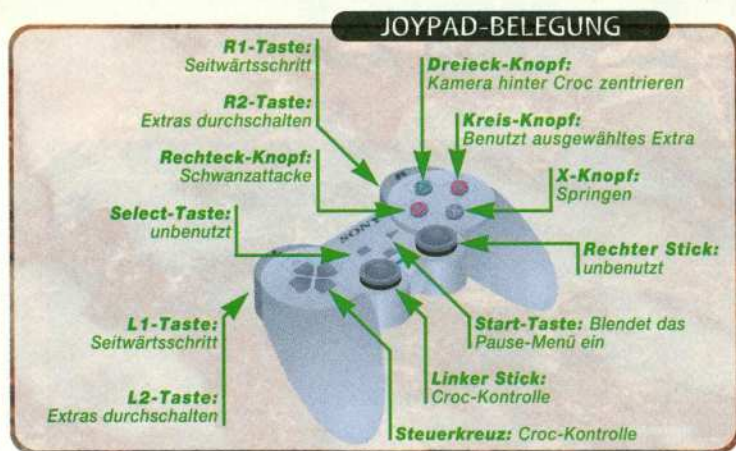 JOYPAD-BELEGUNG
R1-Taste:
Seitwärtsschritt
R2-Taste:
Extras durchschalten
Rechteck-Knopf:
Schwanzattacke
Select-Taste:
unbenutzt
L1-Taste:
Seitwärtsschritt
L2-Taste:
Extras durchschalten
Dreieck-Knopf:
Kamera hinter Croc zentrieren
Kreis-Knopf:
Benutzt ausgewähltes Extra
X-Knopf:
Springen
Rechter Stick:
unbenutzt
Start-Taste: Blendet das
Pause-Menü ein
Linker Stick:
Croc-Kontrolle
Steuerkreuz: Croc-Kontrolle
SONY
R